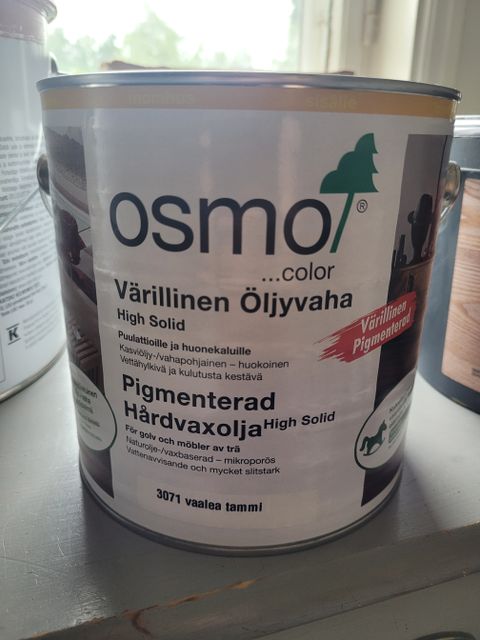 inomhus sisälle
osmo®
...color
Värillinen Öljyvaha
High Solid
Puulattioille ja huonekaluille
Kasviöljy-/vahapohjainen – huokoinen
Vettähylkivä ja kulutusta kestävä
Värillinen
Pigmenterad
Pigmenterad
Hårdvaxolja High Solid
För golv och möbler av trä
Naturolje-/vaxbaserad – mikroporös
Vattenavvisande och mycket slitstark
3071 vaalea tammi
K